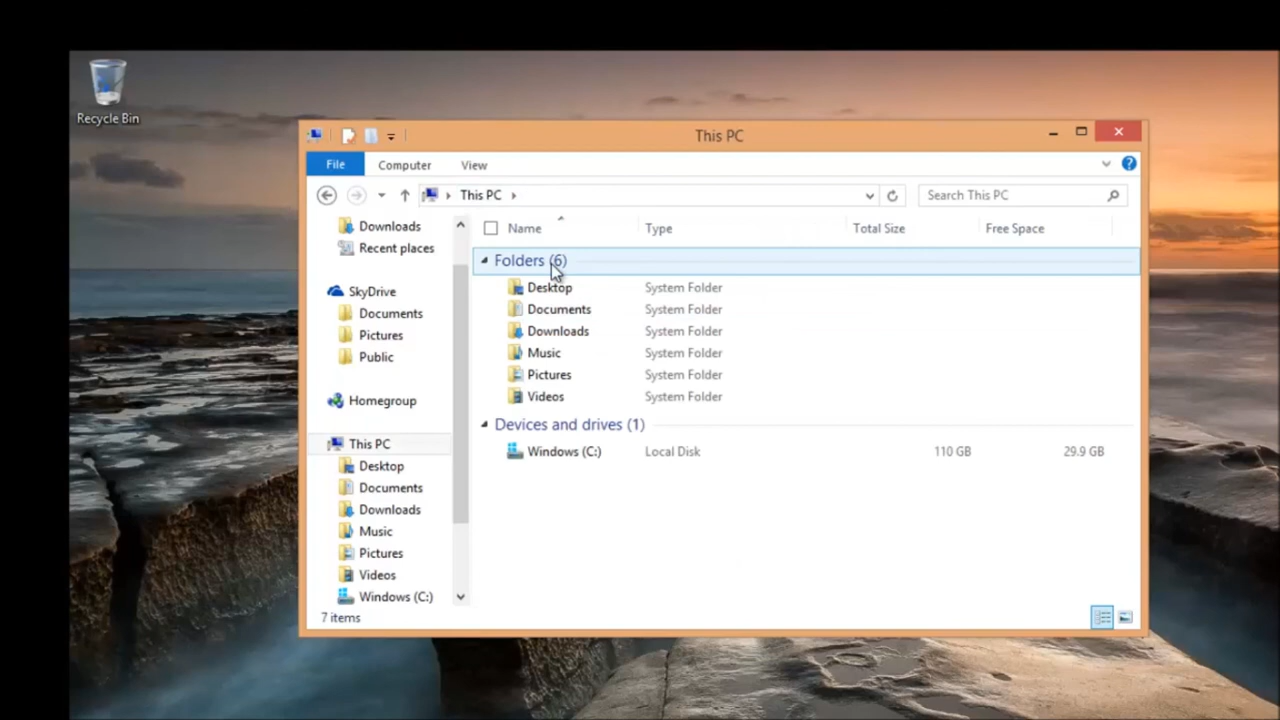 Recycle Bin
This PC
File Computer View
This PC
Search This PC
Downloads
Recent places
SkyDrive
Documents
Pictures
Public
Homegroup
This PC
Desktop
Documents
Downloads
Music
Pictures
Videos
Windows (C:)
Name Type Total Size Free Space
Folders (6)
Desktop System Folder
Documents System Folder
Downloads System Folder
Music System Folder
Pictures System Folder
Videos System Folder
Devices and drives (1)
Windows (C:) Local Disk 110 GB 29.9 GB
7 items